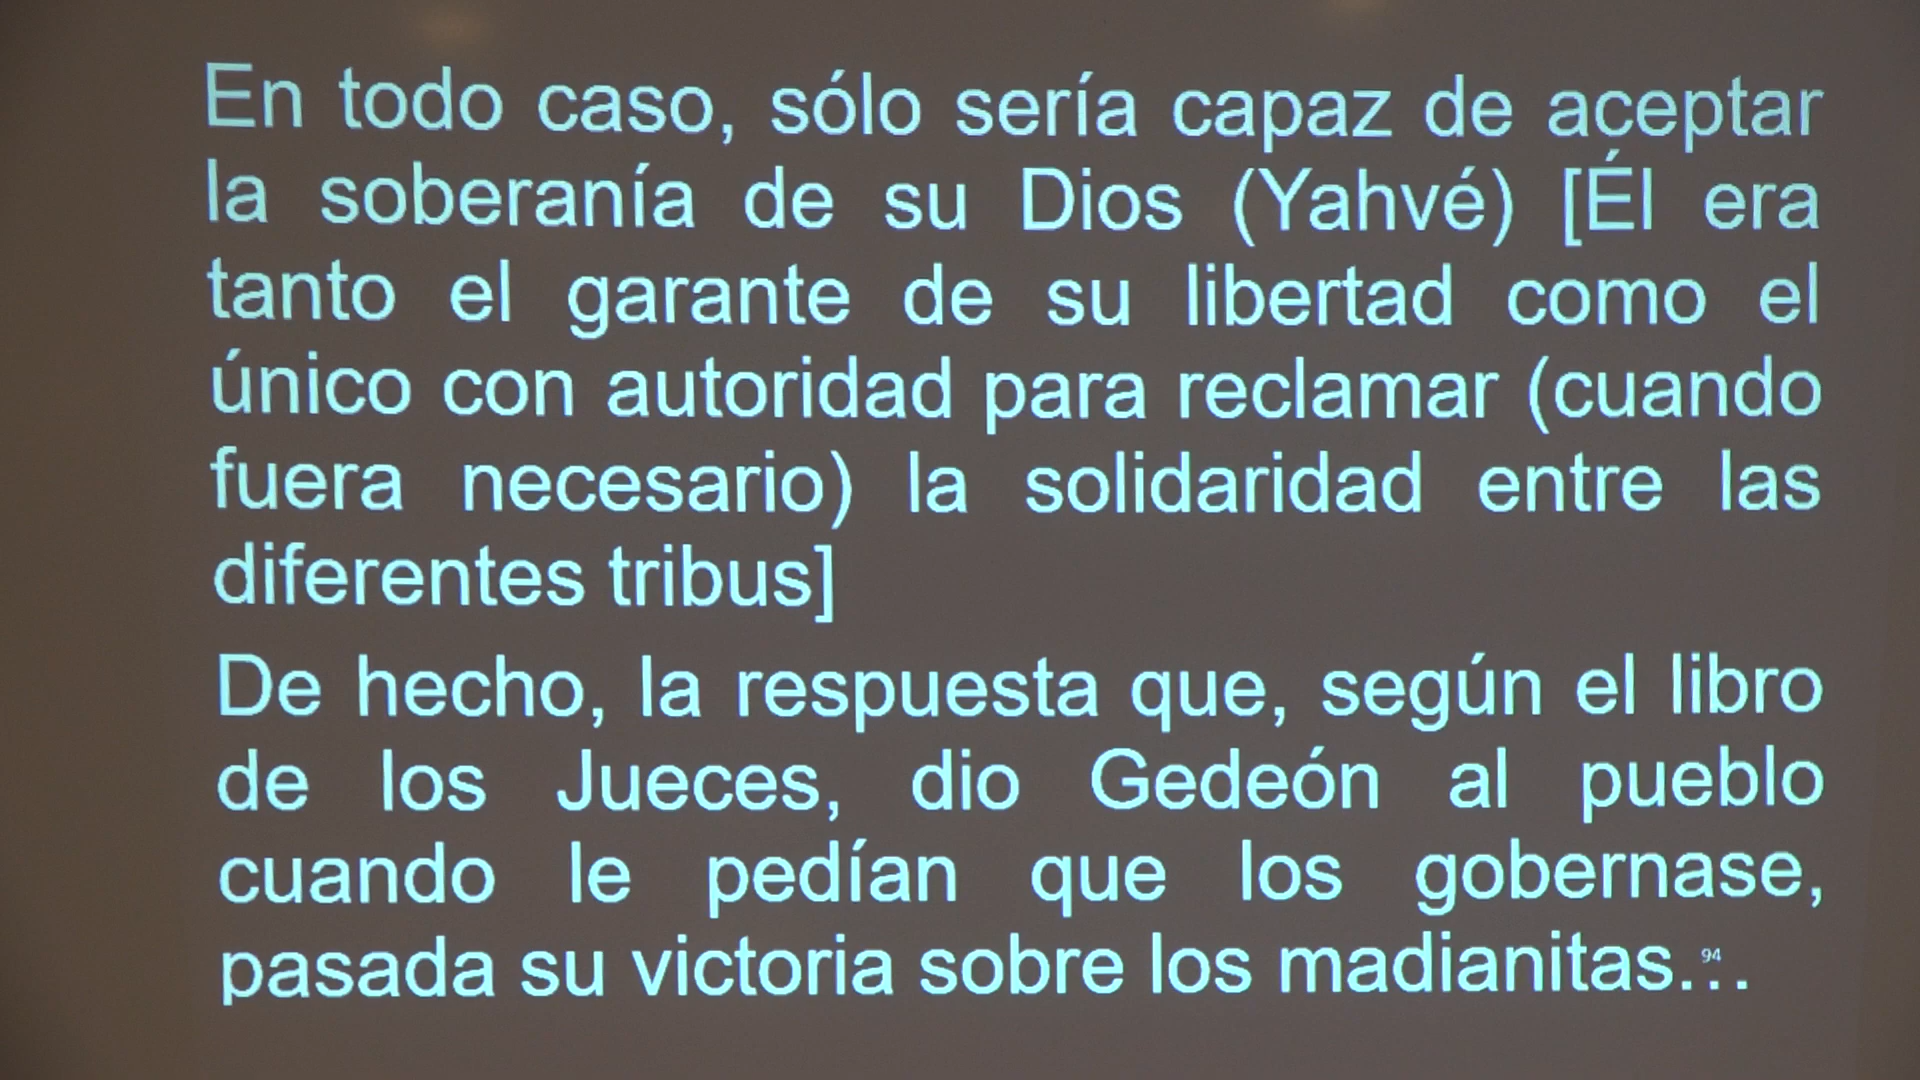 En todo caso, sólo sería capaz de aceptar
la soberanía de su Dios (Yahvé) [Él era
tanto el garante de su libertad como el
único con autoridad para reclamar (cuando
fuera necesario) la solidaridad entre las
diferentes tribus]
De hecho, la respuesta que, según el libro
de los Jueces, dio Gedeón al pueblo
cuando le pedían que los gobernase,
pasada su victoria sobre los madianitas…
94